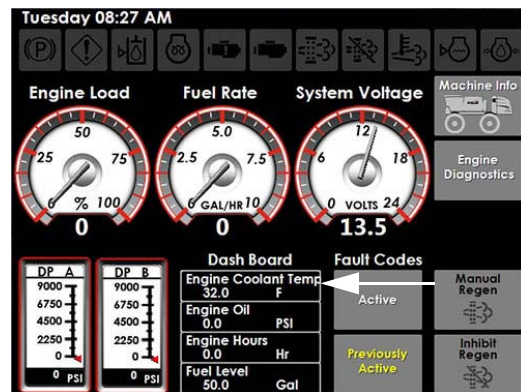 Tuesday 08:27 AM
Engine Load
Fuel Rate
System Voltage
Machine Info
50
25 75
0 % 100
0
5.0
2.5 7.5
0 GAL/HR 10
0
12
6 18
0 VOLTS 24
13.5
Engine
Diagnostics
DP A
9000
6750
4500
2250
0
0 PSI
DP B
9000
6750
4500
2250
0
0 PSI
Dash Board
Engine Coolant Temp
32.0 F
Engine Oil
0.0 PSI
Engine Hours
0.0 Hr
Fuel Level
50.0 Gal
Fault Codes
Active
Previously
Active
Manual
Regen
Inhibit
Regen